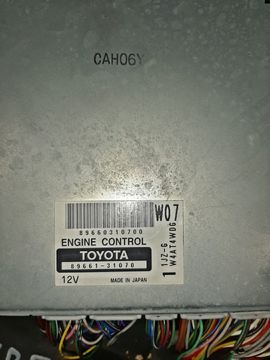 CAH06Y
W07
89660310700
ENGINE CONTROL
TOYOTA
89661-31070
12V
MADE IN JAPAN
1
1JZ-G
W4AT4WDG